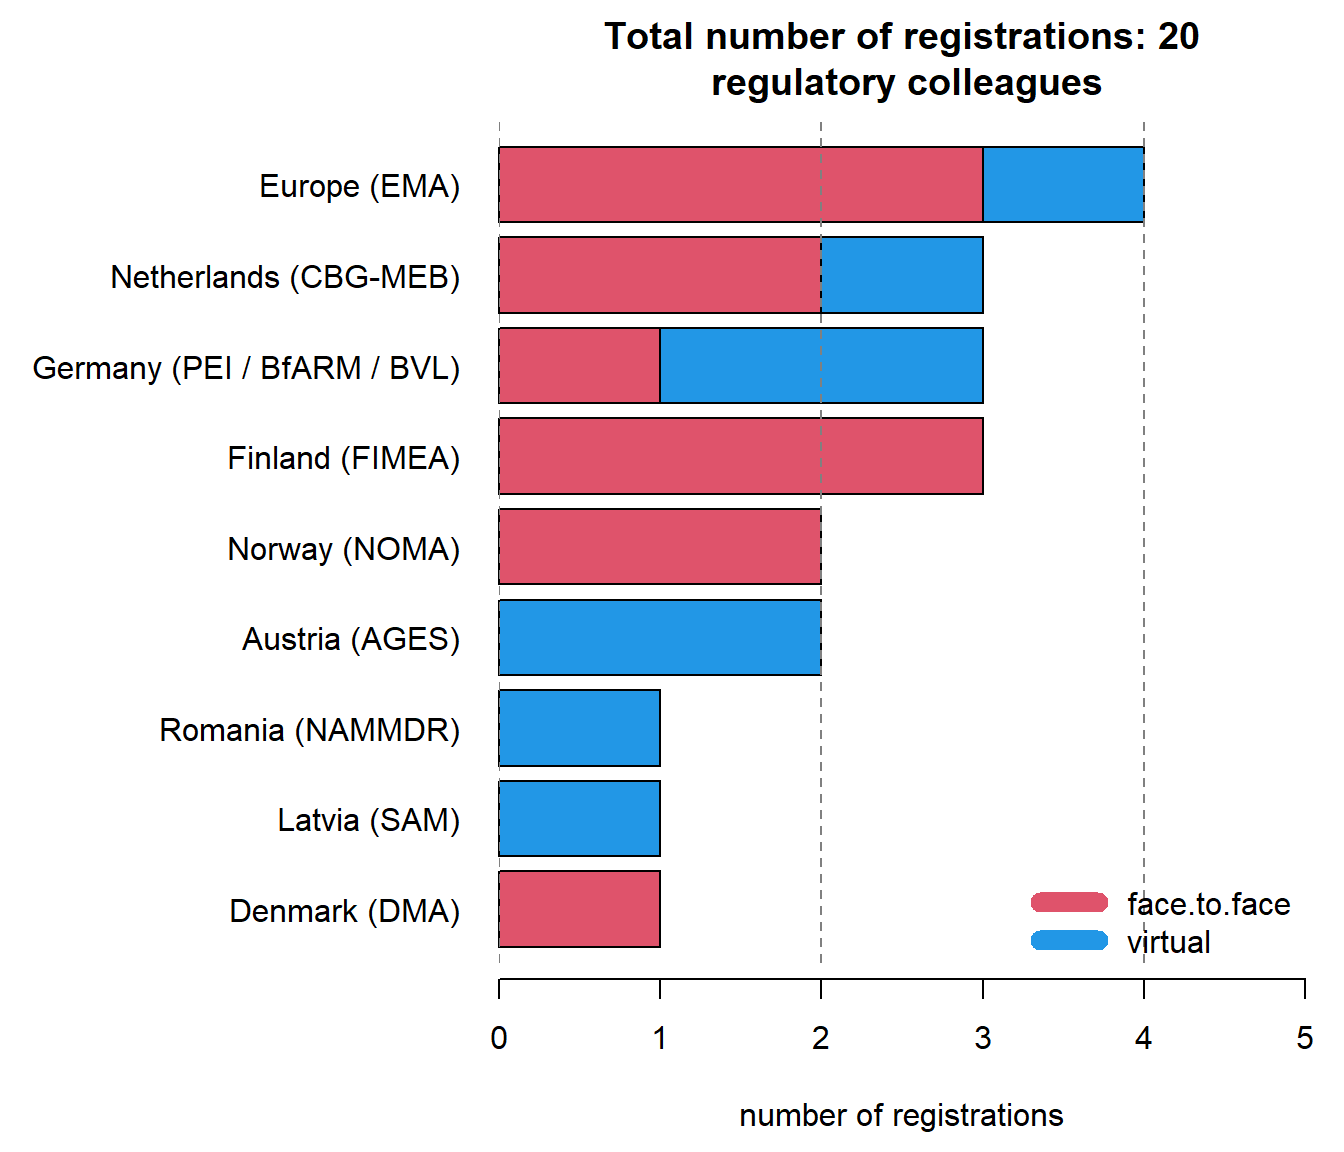 Total number of registrations: 20
regulatory colleagues
Europe (EMA)
Netherlands (CBG-MEB)
Germany (PEI / BfARM / BVL)
Finland (FIMEA)
Norway (NOMA)
Austria (AGES)
Romania (NAMMDR)
Latvia (SAM)
Denmark (DMA)
face.to.face
virtual
0 1 2 3 4 5
number of registrations